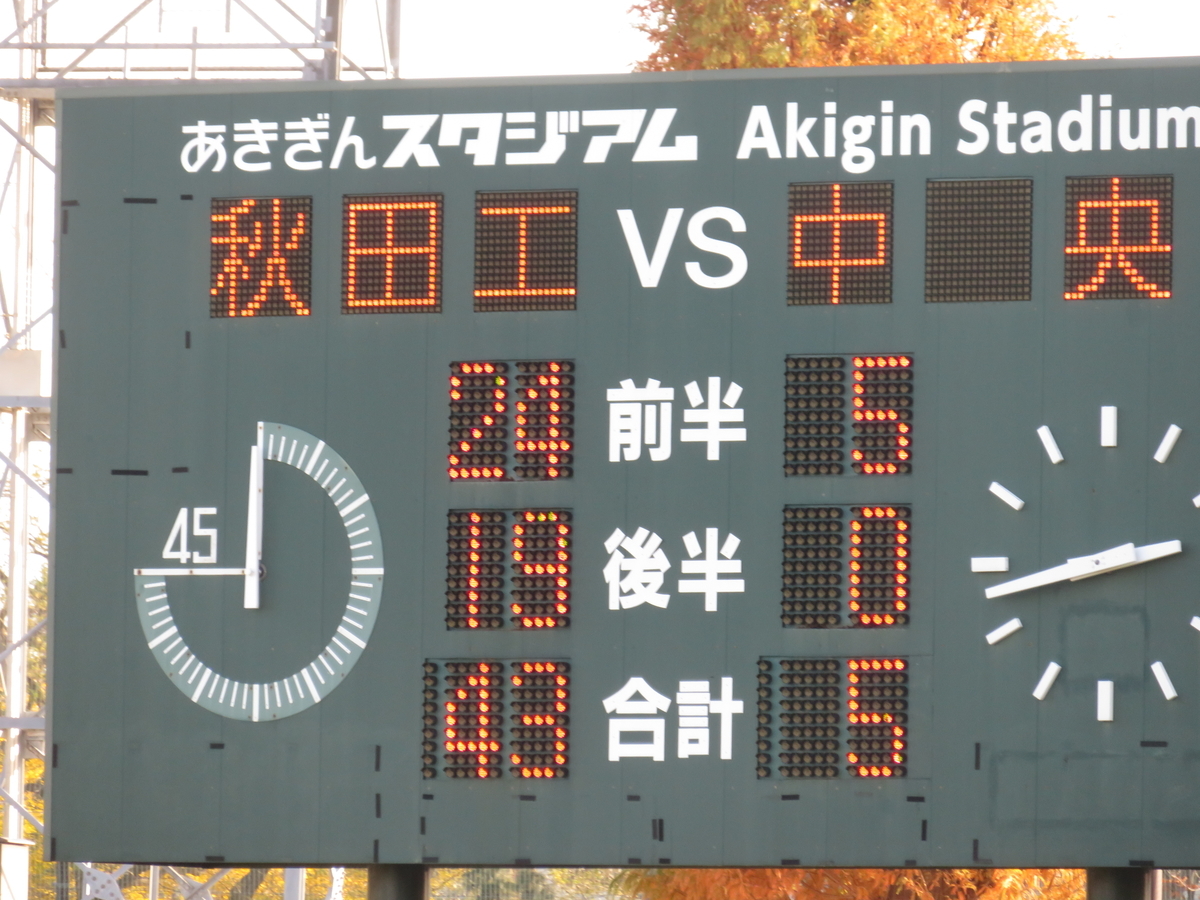 あきぎんスタジアム Akigin Stadium
秋田工 VS 中 央
24 前半 5
19 後半 0
43 合計 5
45